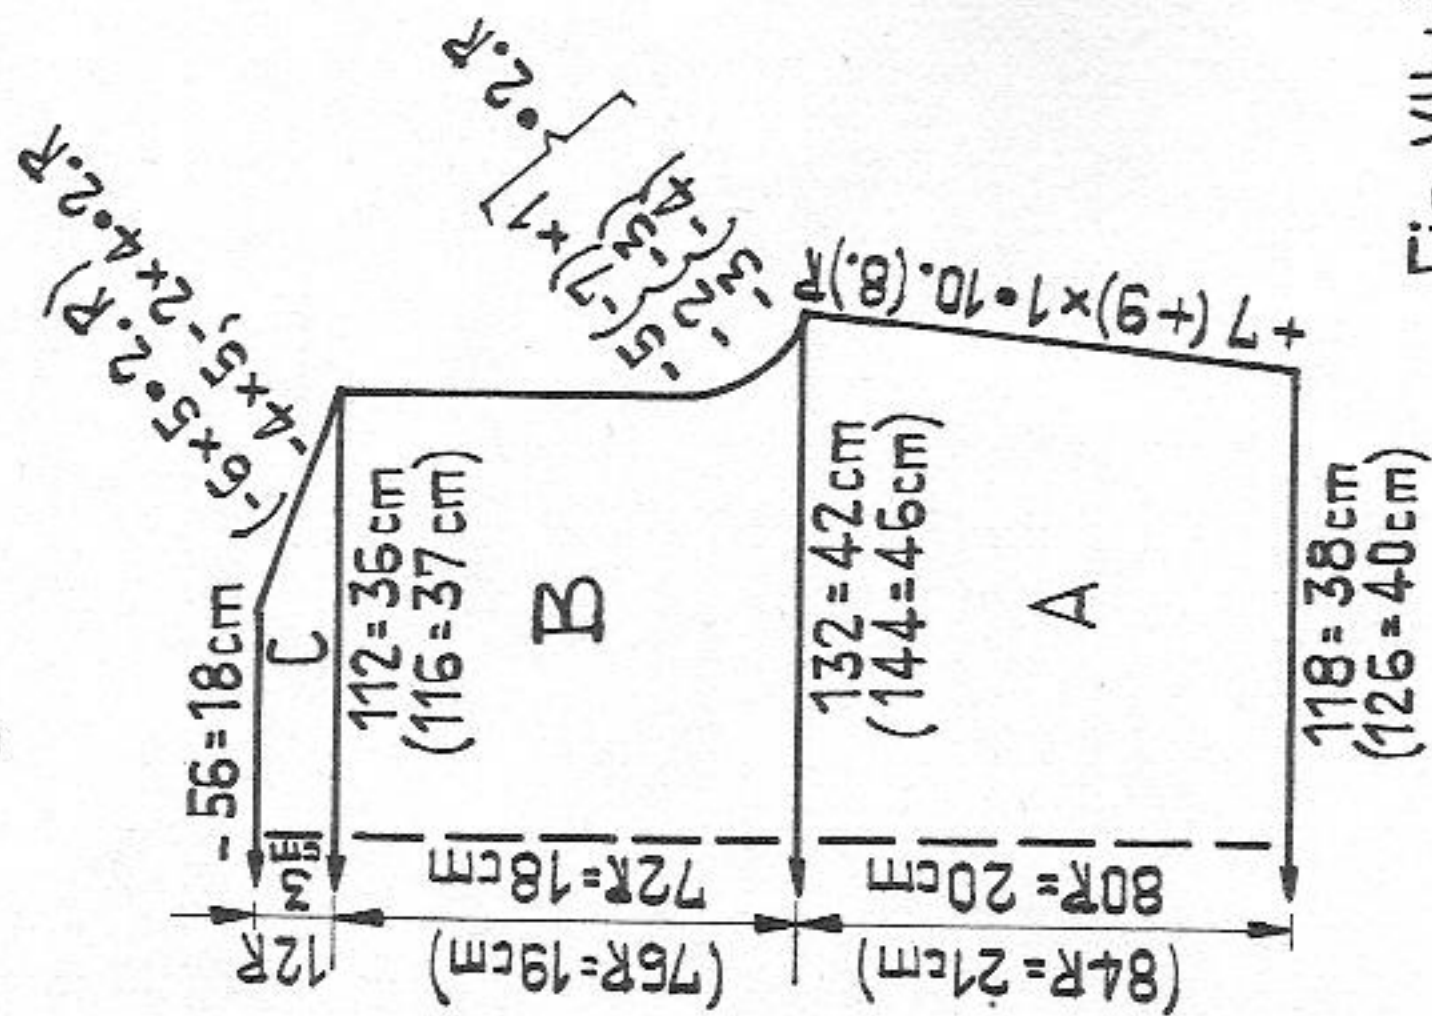 - 56=18cm
(-6×5•2.R)
-4×5,-2×4•2.R
C
112=36cm
(116=37cm)
-5(-7)×1]
-2{-3}
-3(-4)
•2.R
B
132=42cm
(144=46cm)
+7(+9)×1•10.(8.)R
A
118=38cm
(126=40cm)
12R
3cm
72R=18cm
(76R=19cm)
80R=20cm
(84R=21cm)